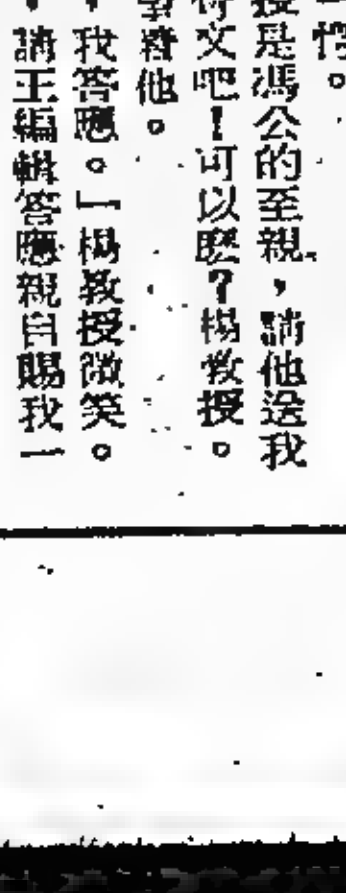 愕。
授是馮公的至親，請他送我
文吧！可以麼？楊教授。
着他。
，我答應。」楊教授微笑。
，請王編輯答應親自賜我一